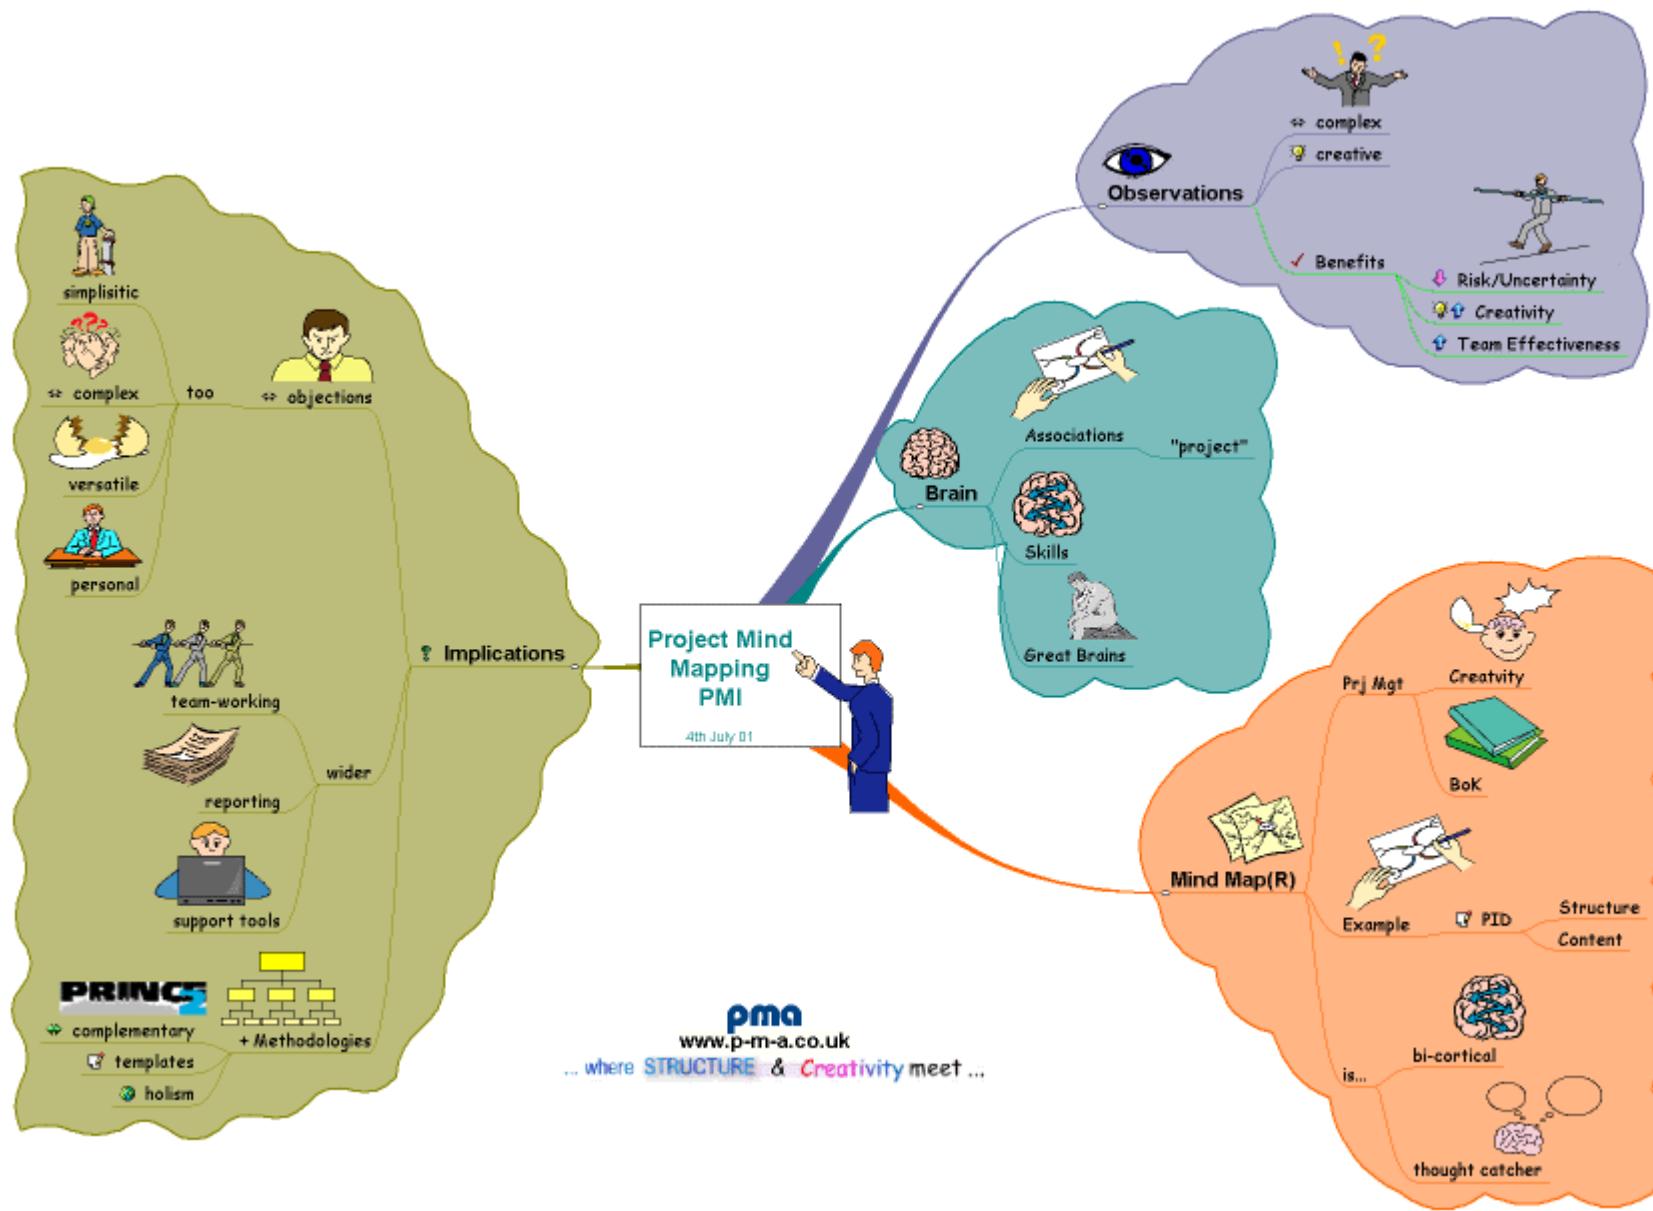 Project Mind
Mapping
PMI
4th July 01
Observations
complex
creative
Benefits
Risk/Uncertainty
Creativity
Team Effectiveness
Brain
Associations
"project"
Skills
Great Brains
Mind Map(R)
Prj Mgt
Creatvity
BoK
Example
PID
Structure
Content
is...
bi-cortical
thought catcher
? Implications
objections
too
simplisitic
???
complex
versatile
personal
wider
team-working
reporting
support tools
+ Methodologies
PRINCE2
complementary
templates
holism
pma
www.p-m-a.co.uk
... where STRUCTURE & Creativity meet ...
! ?